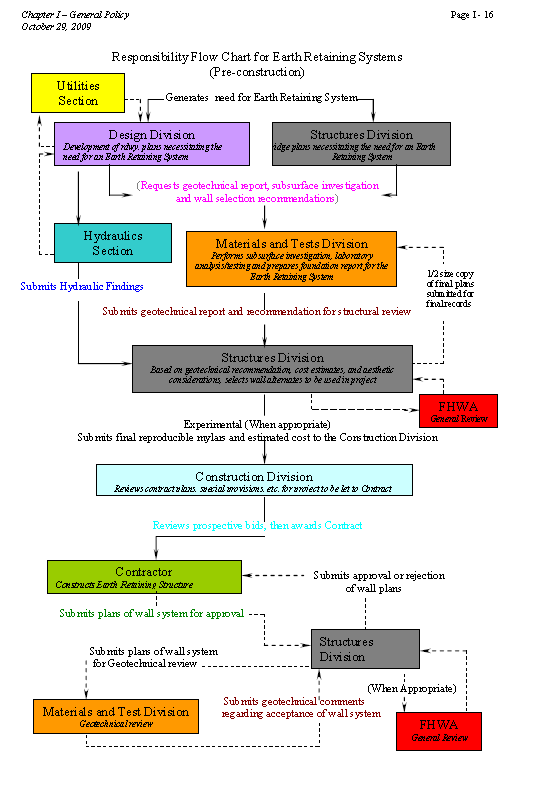 Chapter I – General Policy
October 29, 2009
Page I - 16
Responsibility Flow Chart for Earth Retaining Systems
(Pre-construction)
Utilities
Section
Generates need for Earth Retaining System
Design Division
Development of rdwy. plans necessitating the
need for an Earth Retaining System
Structures Division
idge plans necessitating the need for an Earth
Retaining System
(Requests geotechnical report, subsurface investigation
and wall selection recommendations)
Hydraulics
Section
Materials and Tests Division
Performs subsurface investigation, laboratory
analysis/testing and prepares foundation report for the
Earth Retaining System
1/2 size copy
of final plans
submitted for
final records
Submits Hydraulic Findings
Submits geotechnical report and recommendation for structural review
Structures Division
Based on geotechnical recommendation, cost estimates, and aesthetic
considerations, selects wall alternates to be used in project
FHWA
General Review
Experimental (When appropriate)
Submits final reproducible mylars and estimated cost to the Construction Division
Construction Division
Reviews contract plans, special provisions, etc. for project to be let to Contract
Reviews prospective bids, then awards Contract
Contractor
Constructs Earth Retaining Structure
Submits approval or rejection
of wall plans
Submits plans of wall system for approval
Structures
Division
Submits plans of wall system
for Geotechnical review
(When Appropriate)
Submits geotechnical comments
regarding acceptance of wall system
Materials and Test Division
Geotechnical review
FHWA
General Review